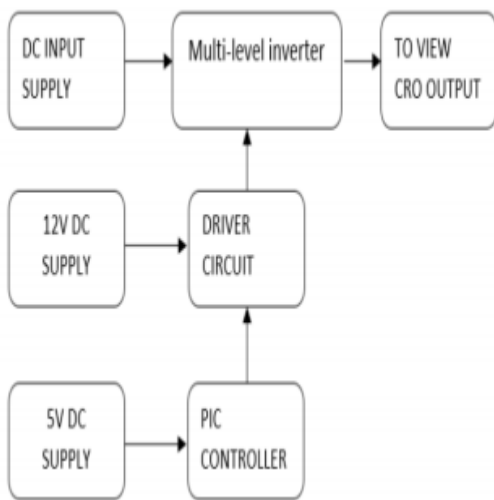 DC INPUT
SUPPLY
Multi-level inverter
TO VIEW
CRO OUTPUT
12V DC
SUPPLY
DRIVER
CIRCUIT
5V DC
SUPPLY
PIC
CONTROLLER